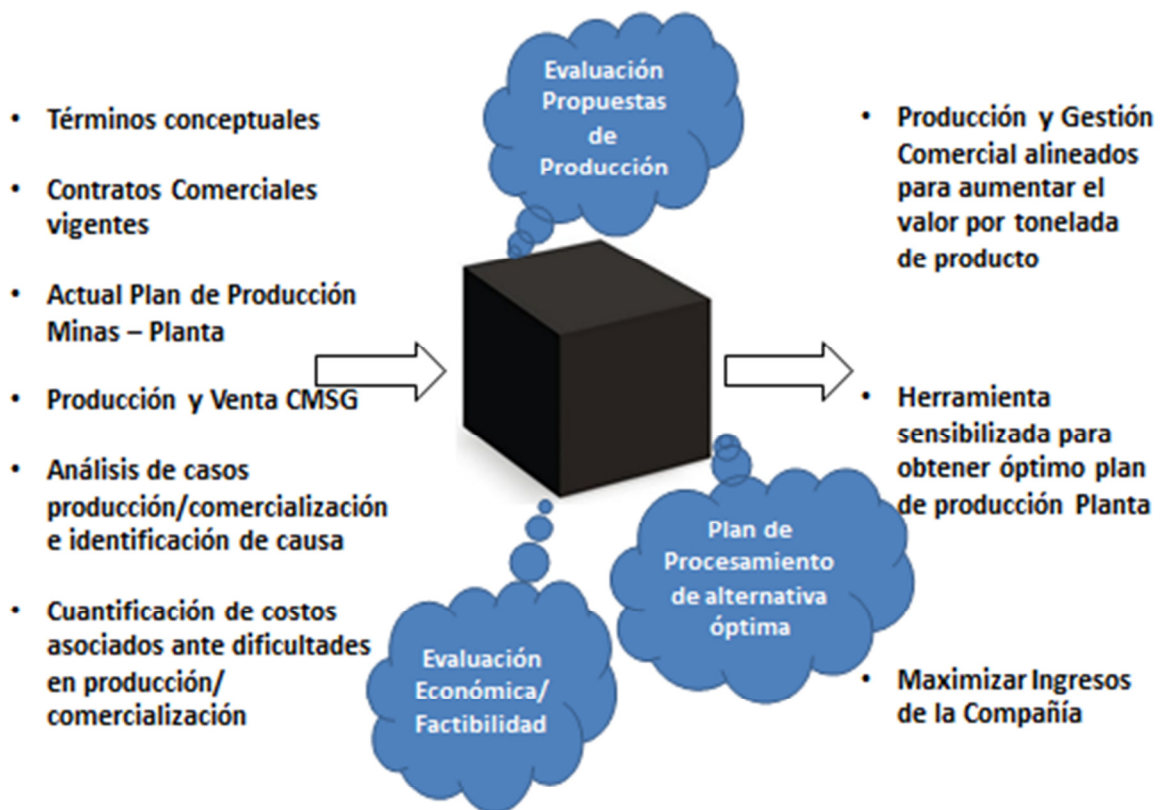 • Términos conceptuales
• Contratos Comerciales
vigentes
• Actual Plan de Producción
Minas – Planta
• Producción y Venta CMSG
• Análisis de casos
producción/comercialización
e identificación de causa
• Cuantificación de costos
asociados ante dificultades
en producción/
comercialización
Evaluación
Propuestas
de
Producción
Evaluación
Económica/
Factibilidad
Plan de
Procesamiento
de alternativa
óptima
• Producción y Gestión
Comercial alineados
para aumentar el
valor por tonelada
de producto
• Herramienta
sensibilizada para
obtener óptimo plan
de producción Planta
• Maximizar Ingresos
de la Compañía